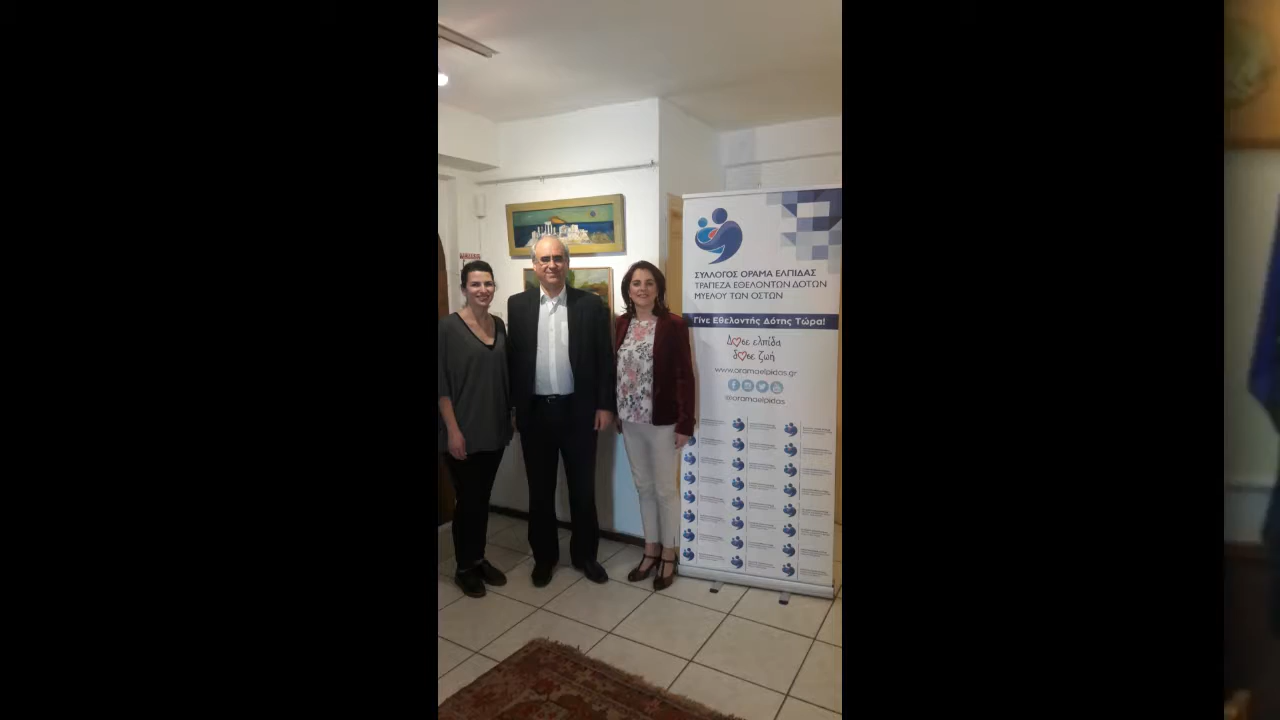 ΣΥΛΛΟΓΟΣ ΟΡΑΜΑ ΕΛΠΙΔΑΣ
ΤΡΑΠΕΖΑ ΕΘΕΛΟΝΤΩΝ ΔΟΤΩΝ
ΜΥΕΛΟΥ ΤΩΝ ΟΣΤΩΝ
Γίνε Εθελοντής Δότης Τώρα!
Δώσε ελπίδα
δώσε ζωή
www.oramaelpidas.gr
@oramaelpidas